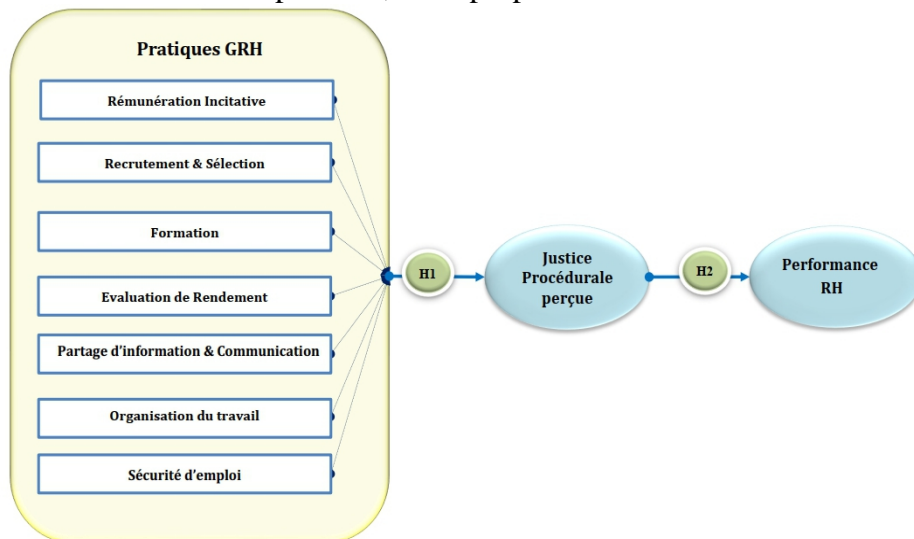 Pratiques GRH
Rémunération Incitative
Recrutement & Sélection
Formation
Evaluation de Rendement
Partage d'information & Communication
Organisation du travail
Sécurité d'emploi
H1
Justice
Procédurale
perçue
H2
Performance
RH